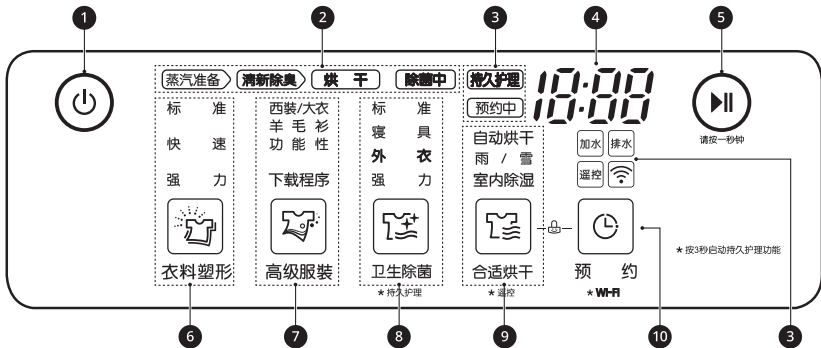 1
2
3
4
5
蒸汽准备
清新除臭
烘 干
除菌中
持久护理
18:88
预约中
请按一秒钟
标 准
快 速
强 力
衣料塑形
西裝/大衣
羊 毛 衫
功 能 性
下载程序
高级服裝
标 准
寝 具
外 衣
强 力
卫生除菌
★ 持久护理
自动烘干
雨 / 雪
室内除湿
合适烘干
★ 遥控
加水
排水
遥控
预 约
★ WI-FI
★ 按3秒启动持久护理功能
6
7
8
9
10
3